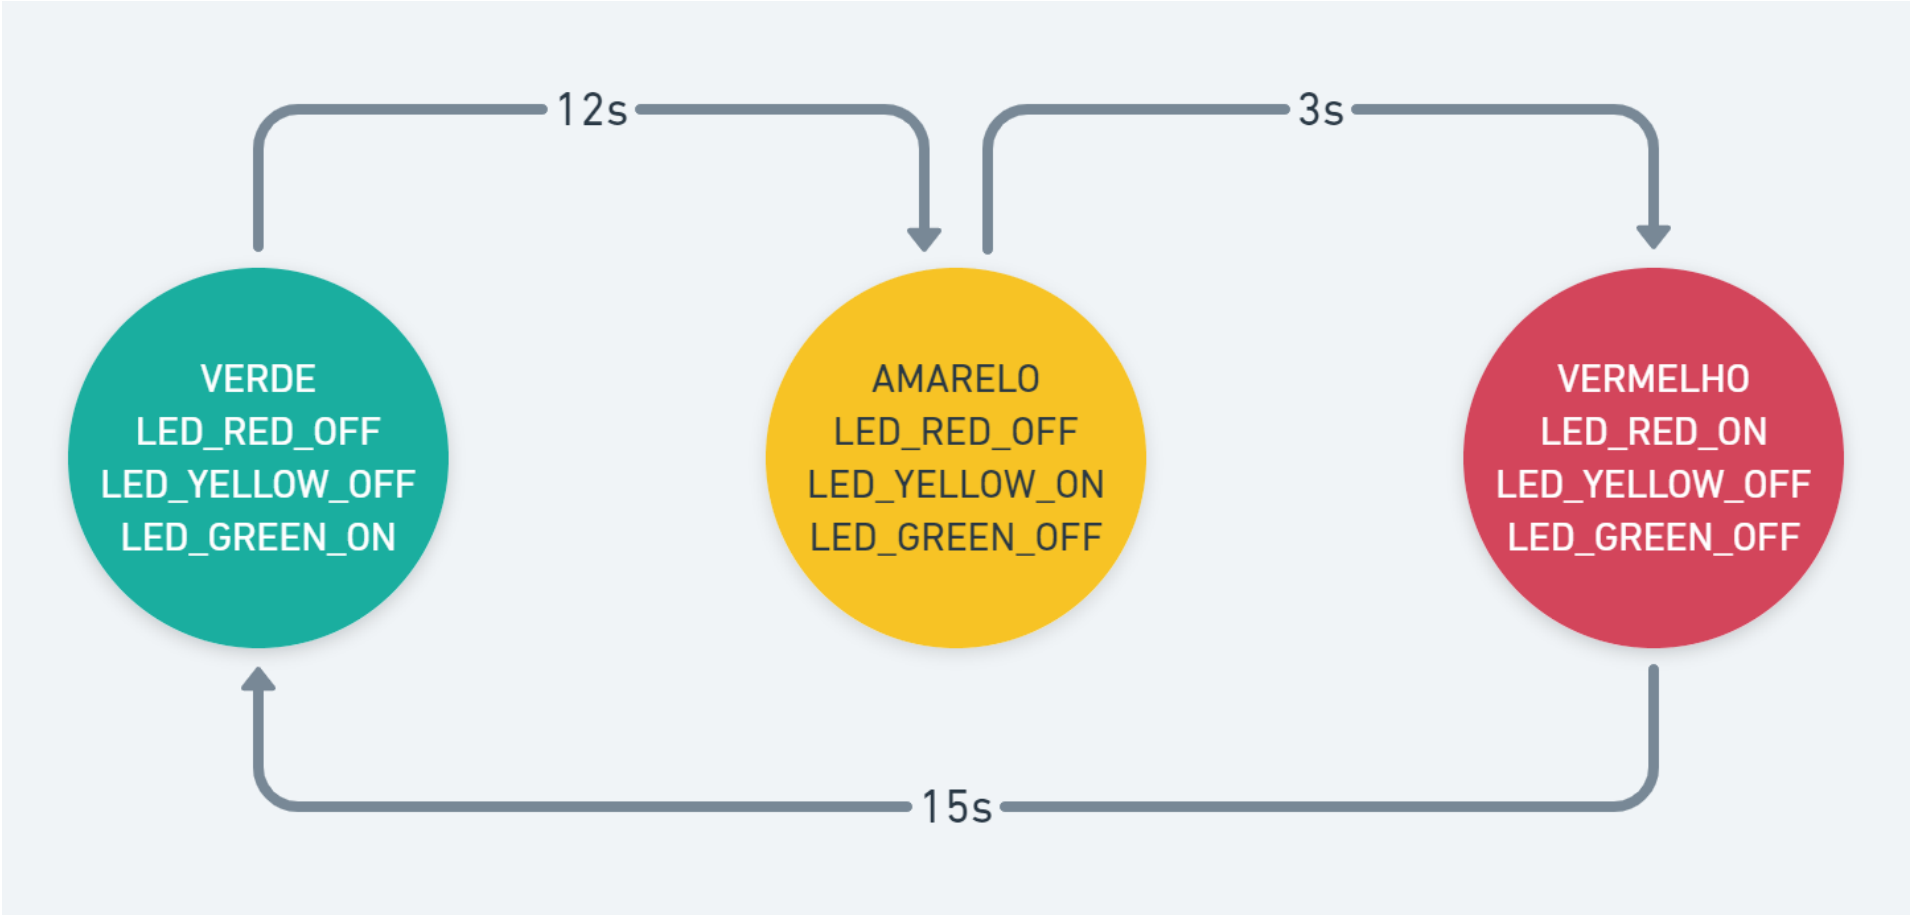 12s
3s
VERDE
LED_RED_OFF
LED_YELLOW_OFF
LED_GREEN_ON
AMARELO
LED_RED_OFF
LED_YELLOW_ON
LED_GREEN_OFF
VERMELHO
LED_RED_ON
LED_YELLOW_OFF
LED_GREEN_OFF
15s